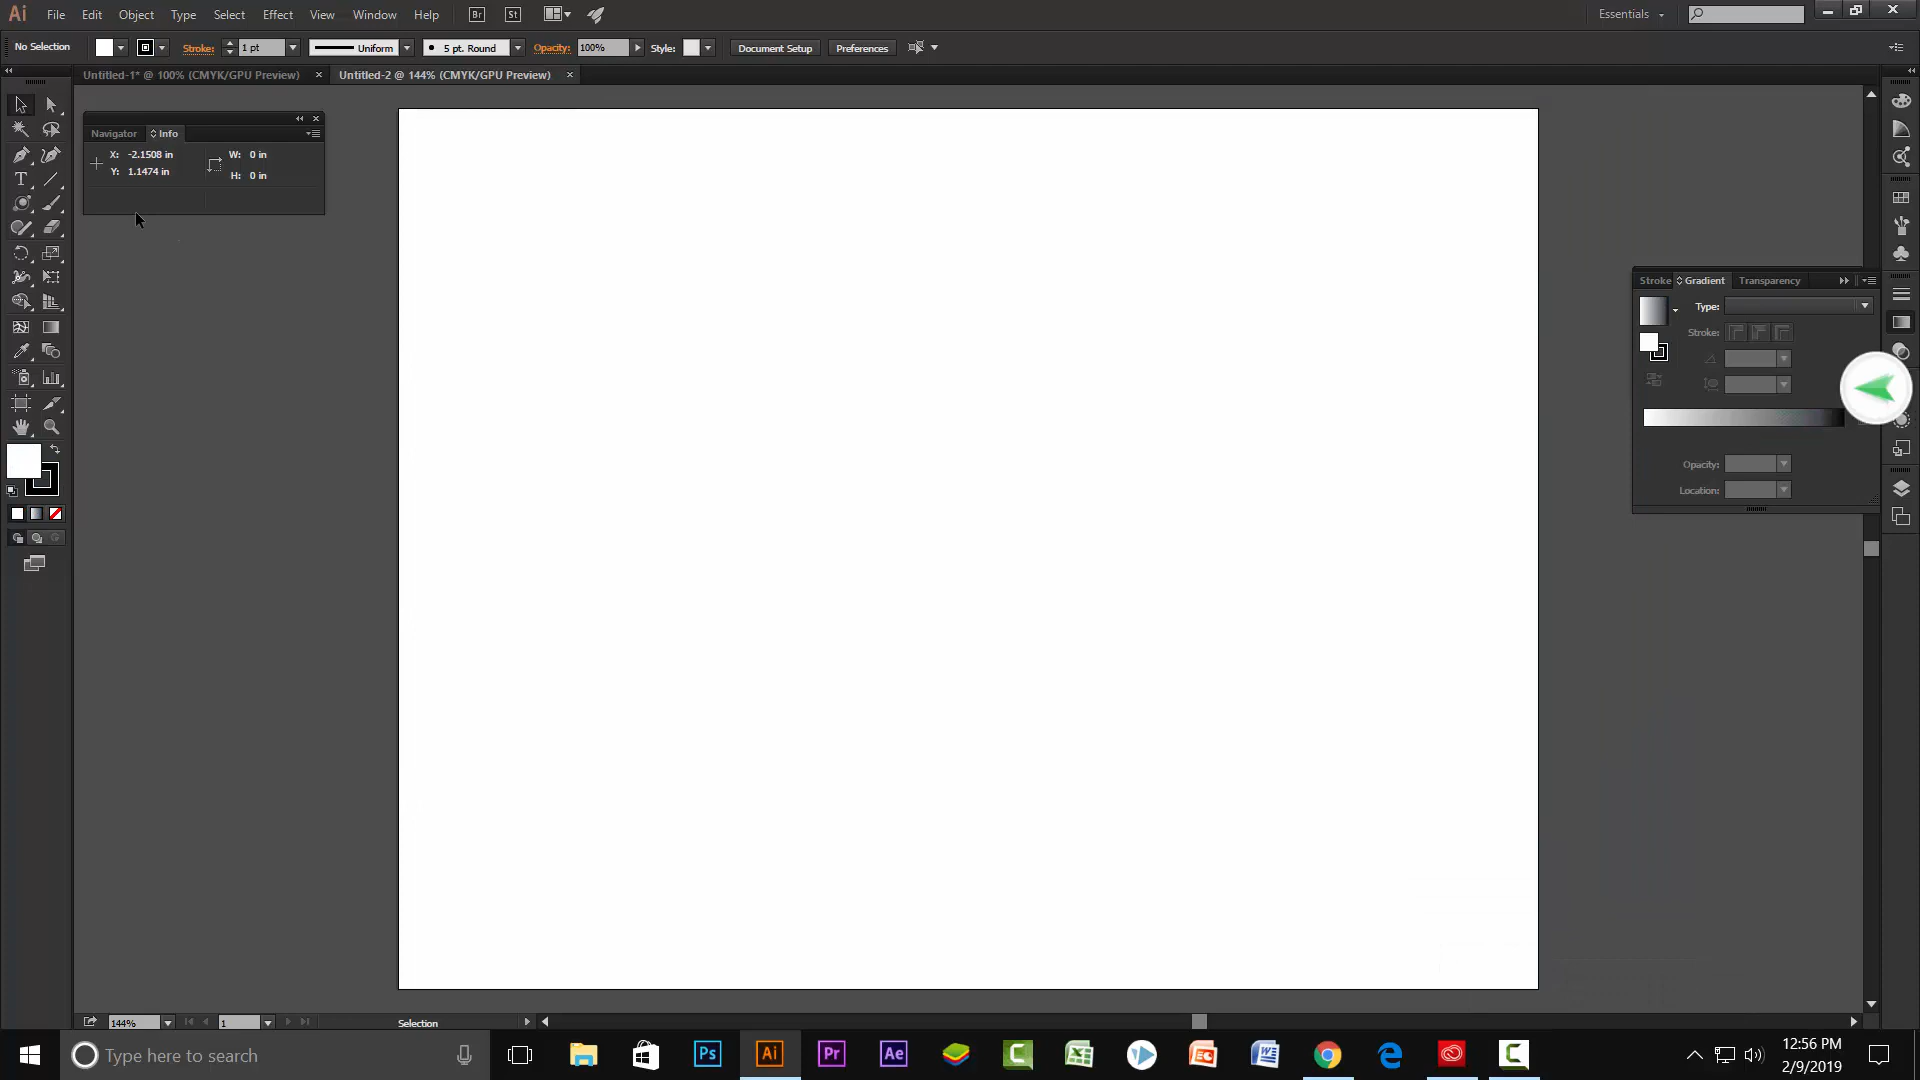 Ai File Edit Object Type Select Effect View Window Help Br St Essentials
No Selection Stroke: 1 pt Uniform 5 pt. Round Opacity: 100% Style: Document Setup Preferences
Untitled-1* @ 100% (CMYK/GPU Preview) Untitled-2 @ 144% (CMYK/GPU Preview)
Navigator Info
X: -2.1508 in W: 0 in
Y: 1.1474 in H: 0 in
Stroke Gradient Transparency
Type:
Stroke:
Opacity:
Location:
144% 1 Selection
Type here to search Ps Ai Pr Ae 12:56 PM
2/9/2019